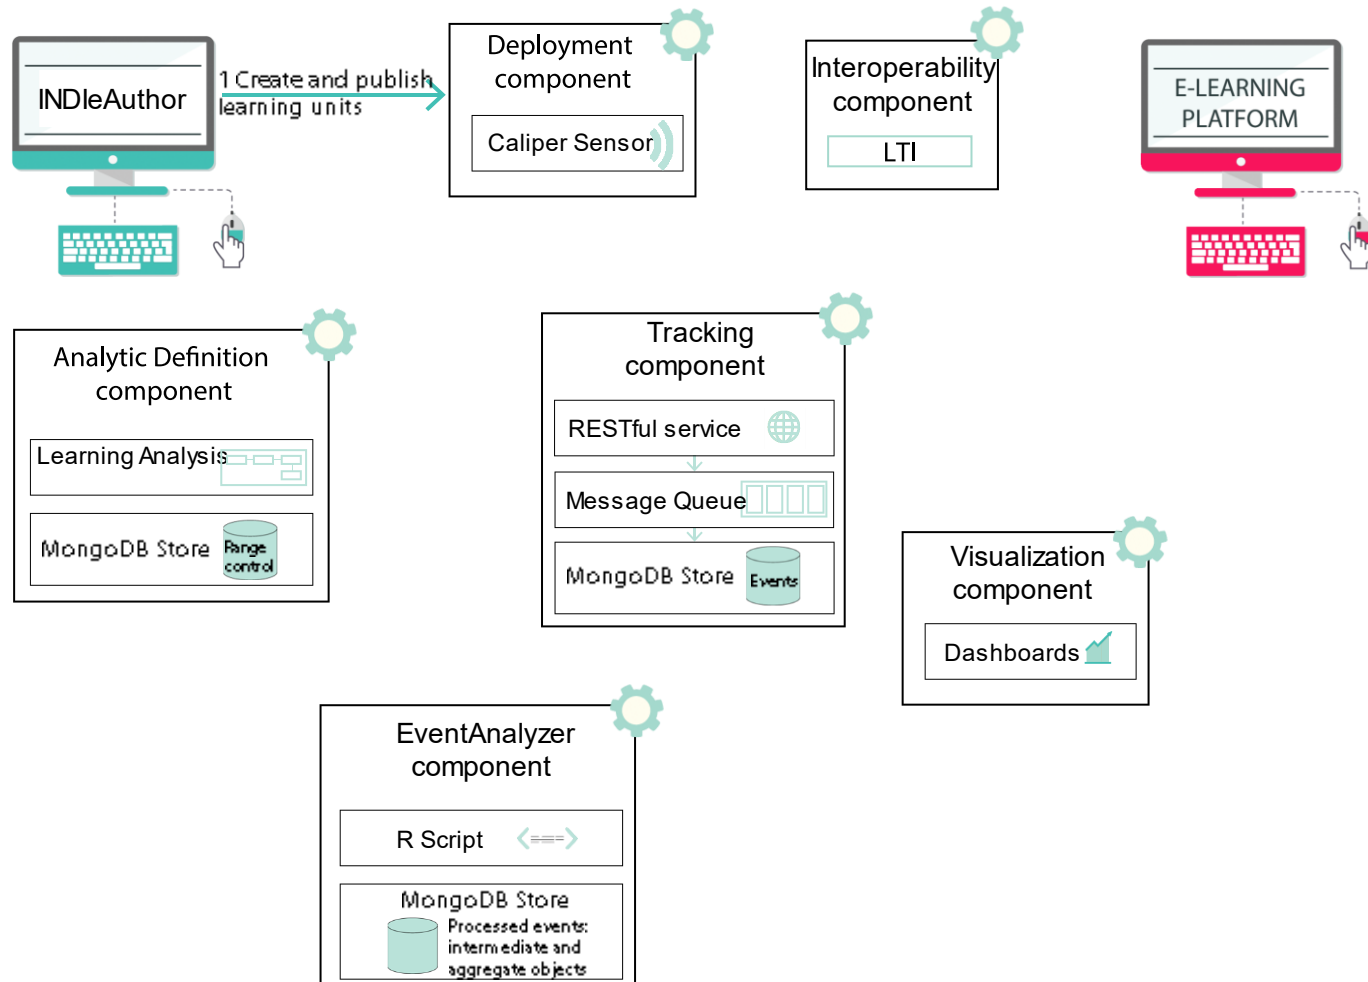 INDIeAuthor
1 Create and publish
learning units
Deployment
component
Caliper Sensor
Interoperability
component
LTI
E-LEARNING
PLATFORM
Analytic Definition
component
Learning Analysis
MongoDB Store
Range
control
Tracking
component
RESTful service
Message Queue
MongoDB Store
Events
Visualization
component
Dashboards
EventAnalyzer
component
R Script
MongoDB Store
Processed events:
intermediate and
aggregate objects